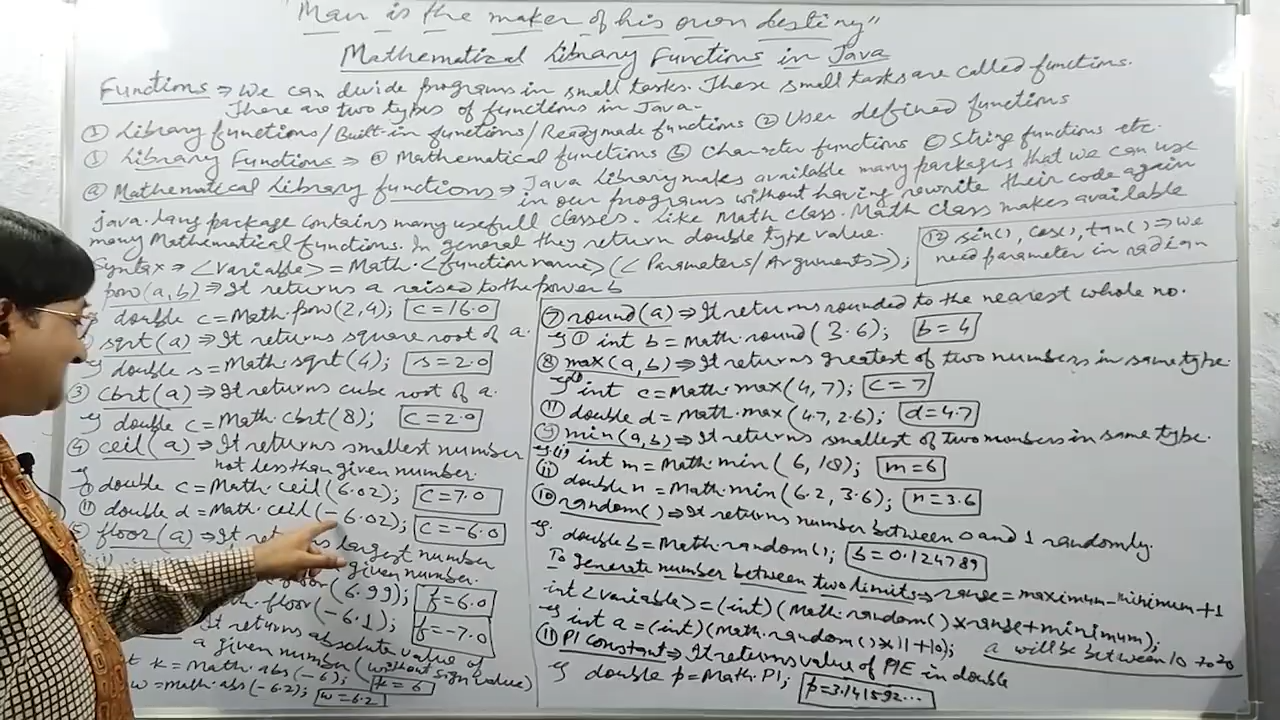 "Man is the maker of his own destiny"
Mathematical Library Functions in Java
Functions ⇒ We can divide programs in small tasks. These small tasks are called functions.
There are two types of functions in Java.
① Library functions/Built-in functions/Readymade functions ② User defined functions
① Library Functions ⇒ ⓐ Mathematical functions ⓑ Character functions ⓒ String functions etc.
ⓐ Mathematical Library functions ⇒ Java Library makes available many packages that we can use
in our programs without having rewrite their code again
java.lang package contains many usefull classes. Like Math class. Math class makes available
many Mathematical functions. In general they return double type value.
Syntax ⇒ <Variable> = Math.<function name>(<Parameters/Arguments>);
⑫ sin(), cos(), tan() ⇒ we
need parameter in radian
pow(a,b) ⇒ It returns a raised to the power b
double c=Math.pow(2,4); c=16.0
sqrt(a) ⇒ It returns square root of a.
eg double s=Math.sqrt(4); s=2.0
③ Cbrt(a) ⇒ It returns cube root of a.
eg double c=Math.cbrt(8); c=2.0
④ ceil(a) ⇒ It returns smallest number
not less than given number.
eg
① double c=Math.ceil(6.02); c=7.0
⑪ double d=Math.ceil(-6.02); c=-6.0
⑤ floor(a) ⇒ It returns largest number
given number.
(6.99); f=6.0
floor(-6.1); f=-7.0
It returns absolute value of
a given number (without sign value)
k=Math.abs(-6); k=6
w=math.abs(-6.2); w=6.2
⑦ round(a) ⇒ It returns rounded to the nearest whole no.
eg ① int b=Math.round(3.6); b=4
⑧ max(a,b) ⇒ It returns greatest of two numbers in same type.
eg int c=Math.max(4,7); c=7
⑪ double d=Math.max(4.7,2.6); d=4.7
⑨ min(a,b) ⇒ It returns smallest of two numbers in same type.
eg (i) int m=Math.min(6,18); m=6
⑪ double n=Math.min(6.2,3.6); n=3.6
⑩ random() ⇒ It returns number between 0 and 1 randomly.
eg. double b=Math.random(); b=0.124789
To generate number between two limits ⇒ range=maximum-minimum+1
int<variable>=(int)(Math.random()*range+minimum);
eg int a=(int)(Math.random()*11+10); a will be between 10 to 20
⑪ PI constant ⇒ It returns value of PIE in double
eg double p=Math.PI; p=3.141592...